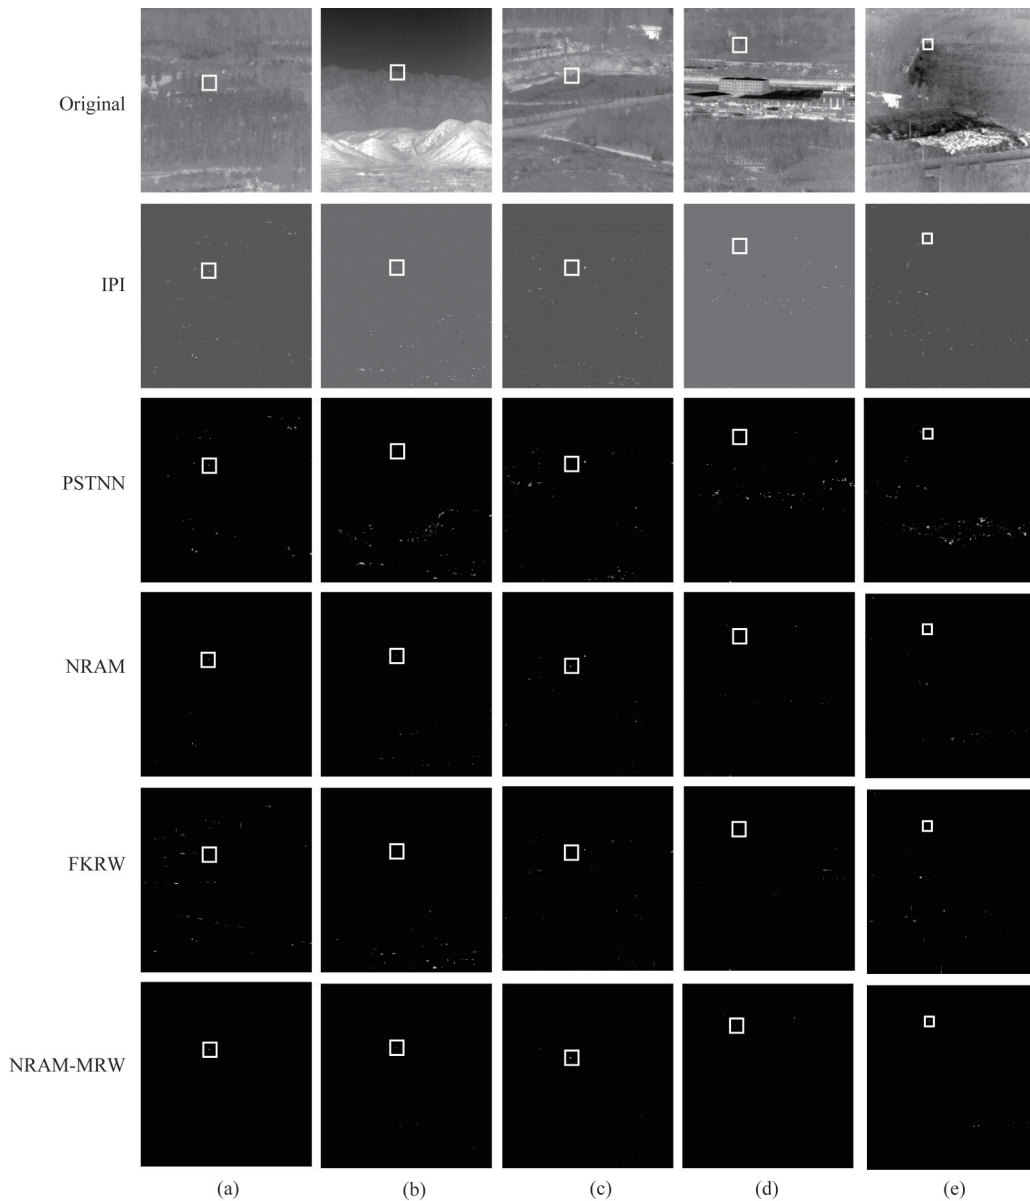 Original
IPI
PSTNN
NRAM
FKRW
NRAM-MRW
(a) (b) (c) (d) (e)